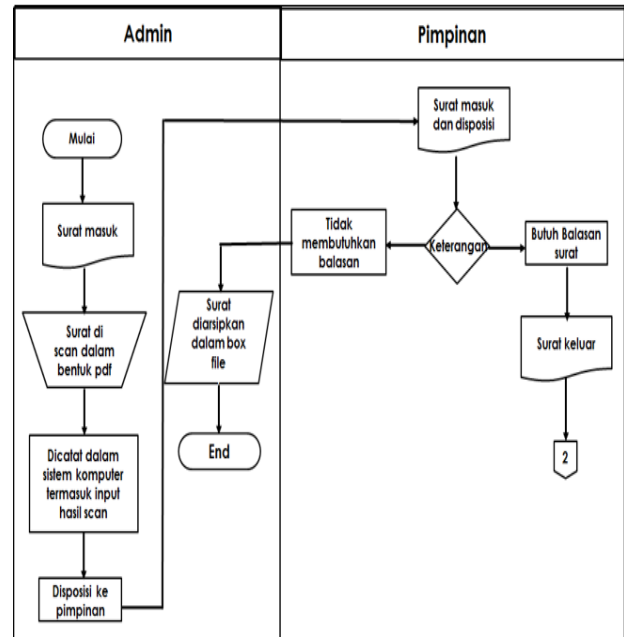 Admin
Pimpinan
Mulai
Surat masuk
Surat di
scan dalam
bentuk pdf
Dicatat dalam
sistem komputer
termasuk input
hasil scan
Disposisi ke
pimpinan
Surat masuk
dan disposisi
Keterangan
Tidak
membutuhkan
balasan
Surat
diarsipkan
dalam box
file
End
Butuh Balasan
surat
Surat keluar
2